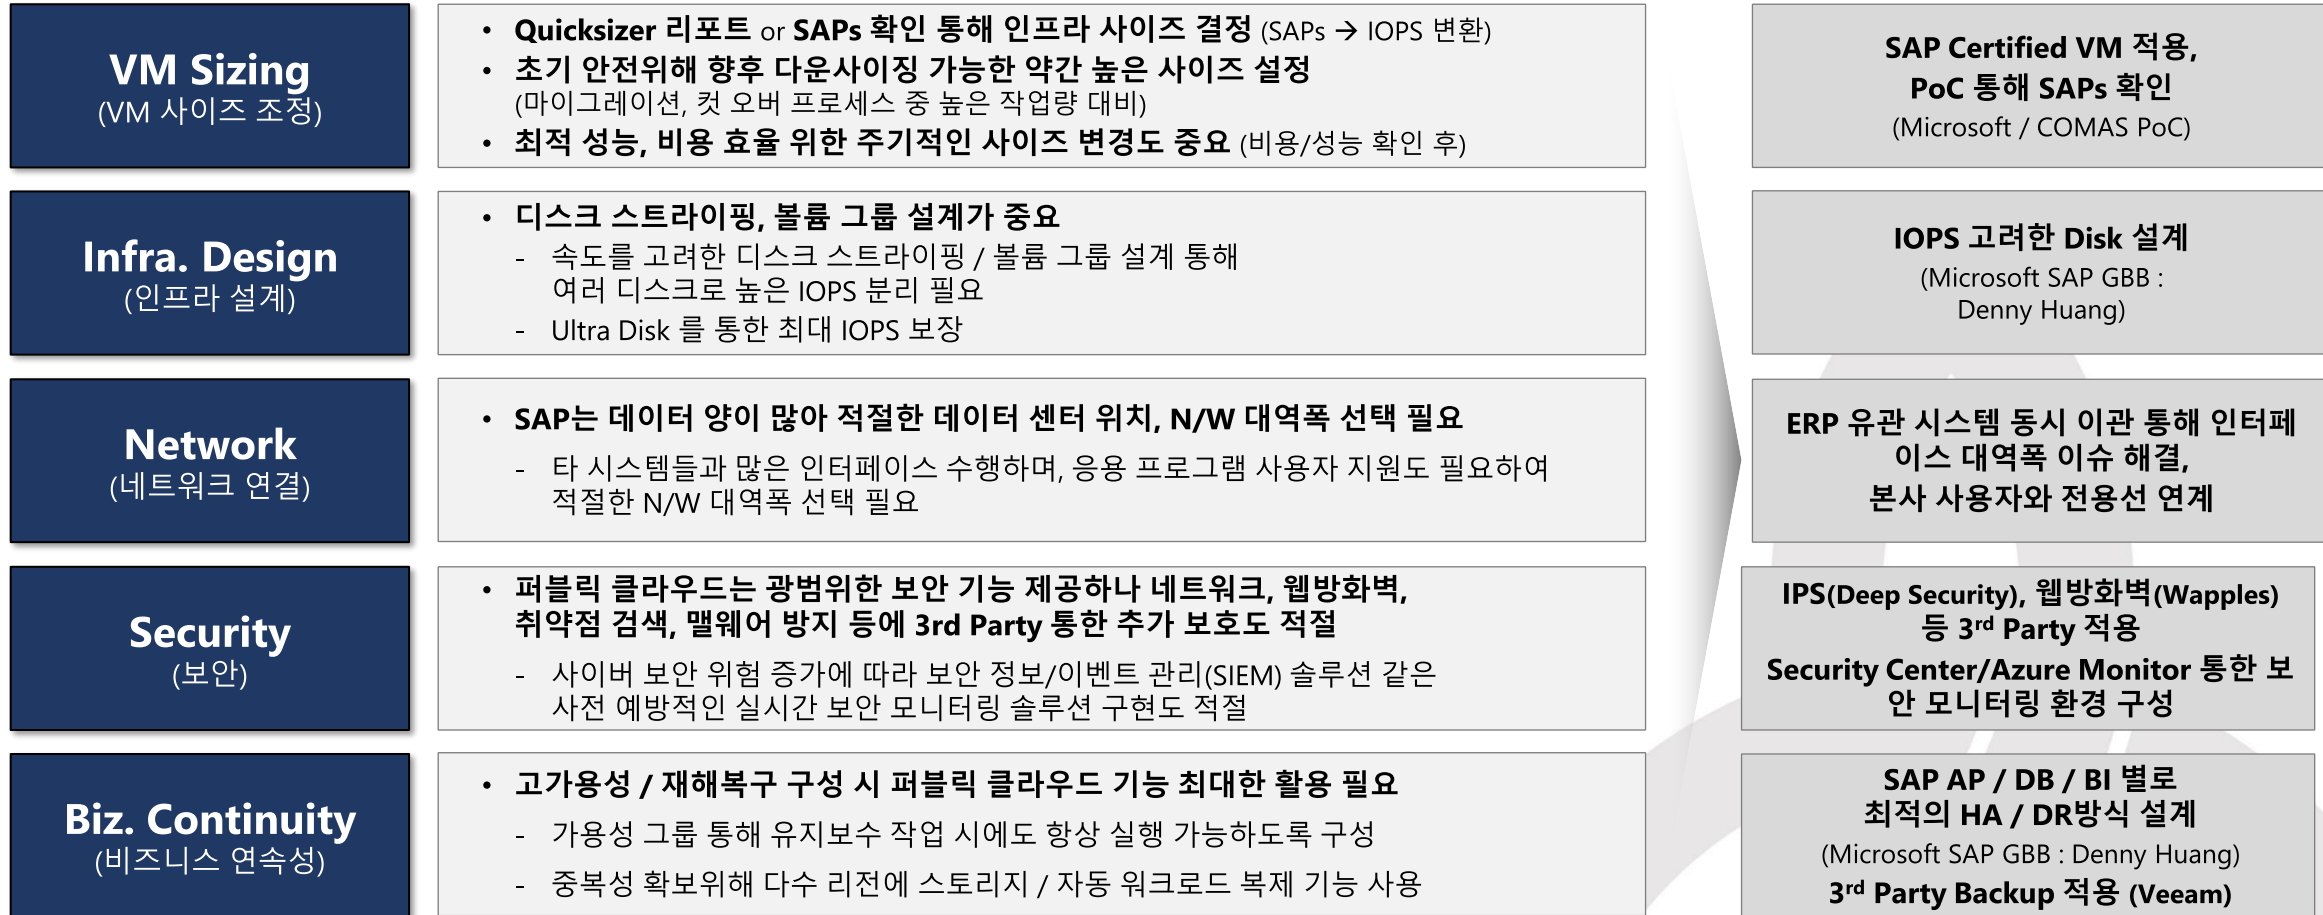 VM Sizing
(VM 사이즈 조정)
• Quicksizer 리포트 or SAPs 확인 통해 인프라 사이즈 결정 (SAPs → IOPS 변환)
• 초기 안전위해 향후 다운사이징 가능한 약간 높은 사이즈 설정
(마이그레이션, 컷 오버 프로세스 중 높은 작업량 대비)
• 최적 성능, 비용 효율 위한 주기적인 사이즈 변경도 중요 (비용/성능 확인 후)
SAP Certified VM 적용,
PoC 통해 SAPs 확인
(Microsoft / COMAS PoC)
Infra. Design
(인프라 설계)
• 디스크 스트라이핑, 볼륨 그룹 설계가 중요
- 속도를 고려한 디스크 스트라이핑 / 볼륨 그룹 설계 통해
여러 디스크로 높은 IOPS 분리 필요
- Ultra Disk 를 통한 최대 IOPS 보장
IOPS 고려한 Disk 설계
(Microsoft SAP GBB :
Denny Huang)
Network
(네트워크 연결)
• SAP는 데이터 양이 많아 적절한 데이터 센터 위치, N/W 대역폭 선택 필요
- 타 시스템들과 많은 인터페이스 수행하며, 응용 프로그램 사용자 지원도 필요하여
적절한 N/W 대역폭 선택 필요
ERP 유관 시스템 동시 이관 통해 인터페
이스 대역폭 이슈 해결,
본사 사용자와 전용선 연계
Security
(보안)
• 퍼블릭 클라우드는 광범위한 보안 기능 제공하나 네트워크, 웹방화벽,
취약점 검색, 맬웨어 방지 등에 3rd Party 통한 추가 보호도 적절
- 사이버 보안 위험 증가에 따라 보안 정보/이벤트 관리(SIEM) 솔루션 같은
사전 예방적인 실시간 보안 모니터링 솔루션 구현도 적절
IPS(Deep Security), 웹방화벽(Wapples)
등 3rd Party 적용
Security Center/Azure Monitor 통한 보
안 모니터링 환경 구성
Biz. Continuity
(비즈니스 연속성)
• 고가용성 / 재해복구 구성 시 퍼블릭 클라우드 기능 최대한 활용 필요
- 가용성 그룹 통해 유지보수 작업 시에도 항상 실행 가능하도록 구성
- 중복성 확보위해 다수 리전에 스토리지 / 자동 워크로드 복제 기능 사용
SAP AP / DB / BI 별로
최적의 HA / DR방식 설계
(Microsoft SAP GBB : Denny Huang)
3rd Party Backup 적용 (Veeam)